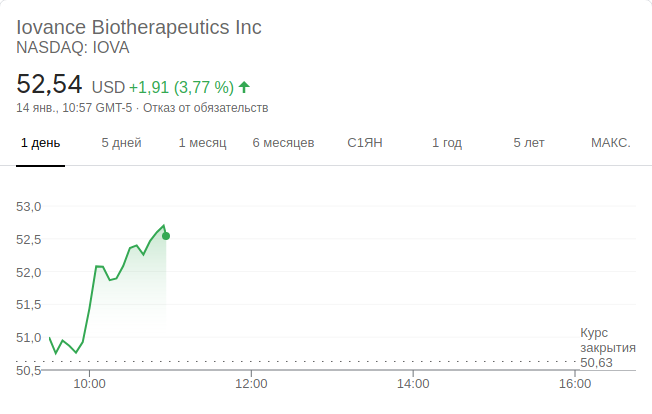 Iovance Biotherapeutics Inc
NASDAQ: IOVA
52,54 USD +1,91 (3,77 %)
14 янв., 10:57 GMT-5 · Отказ от обязательств
1 день 5 дней 1 месяц 6 месяцев С1ЯН 1 год 5 лет МАКС.
53,0
52,5
52,0
51,5
51,0
50,5
Курс
закрытия
50,63
10:00 12:00 14:00 16:00